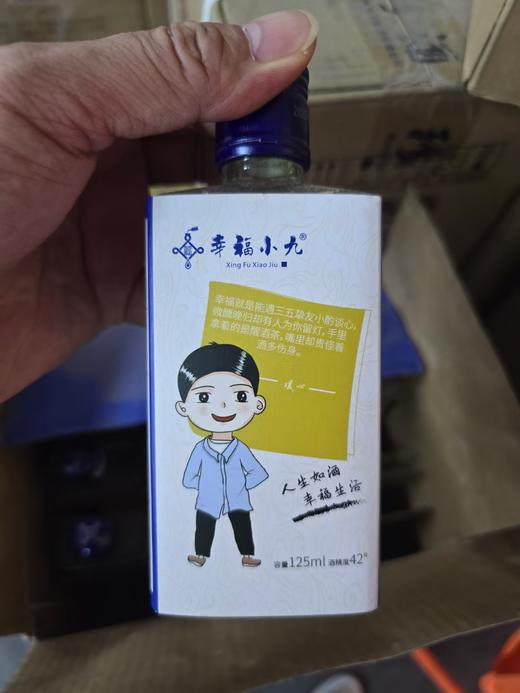 幸福小九®
Xing Fu Xiao Jiu
幸福就是能遇三五挚友小酌谈心,
微醺晚归却有人为你留灯,手里
拿着的是醒酒茶,嘴里却责怪着
酒多伤身。
暖心
人生如酒
幸福生活
容量125ml 酒精度42°